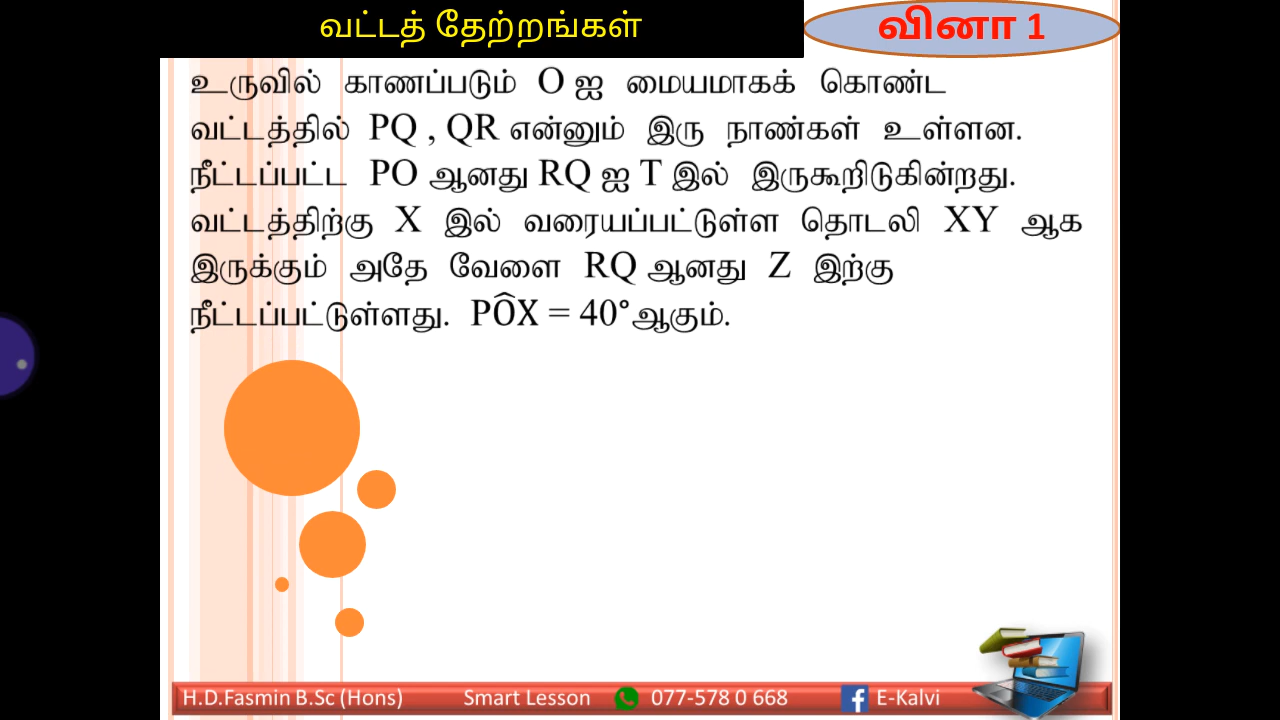 வட்டத் தேற்றங்கள்
வினா 1
உருவில் காணப்படும் O ஐ மையமாகக் கொண்ட
வட்டத்தில் PQ , QR என்னும் இரு நாண்கள் உள்ளன.
நீட்டப்பட்ட PO ஆனது RQ ஐ T இல் இருகூறிடுகின்றது.
வட்டத்திற்கு X இல் வரையப்பட்டுள்ள தொடலி XY ஆக
இருக்கும் அதே வேளை RQ ஆனது Z இற்கு
நீட்டப்பட்டுள்ளது. PÔX = 40° ஆகும்.
H.D.Fasmin B.Sc (Hons) Smart Lesson 077-578 0 668 E-Kalvi